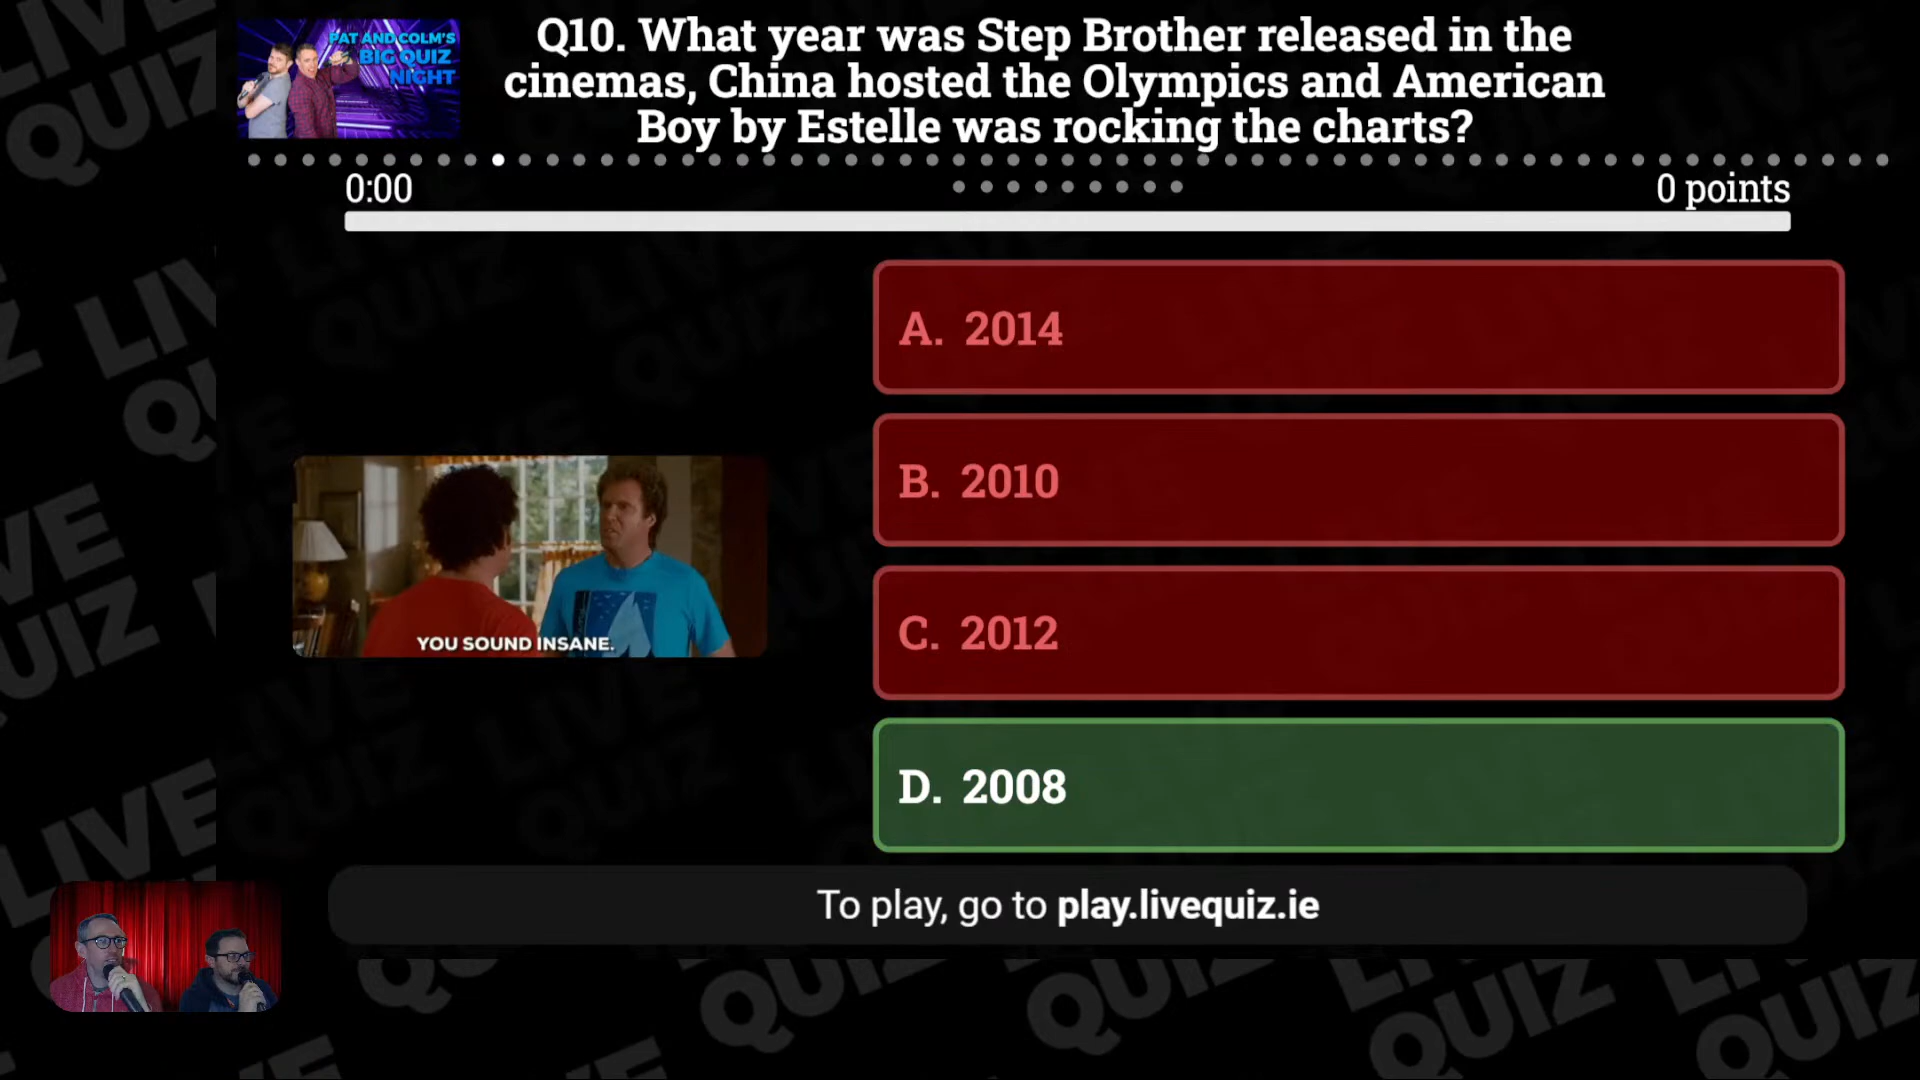 PAT AND COLM'S
BIG QUIZ
NIGHT
Q10. What year was Step Brother released in the
cinemas, China hosted the Olympics and American
Boy by Estelle was rocking the charts?
0:00
0 points
A. 2014
B. 2010
C. 2012
D. 2008
YOU SOUND INSANE.
To play, go to play.livequiz.ie
LIVE
QUIZ